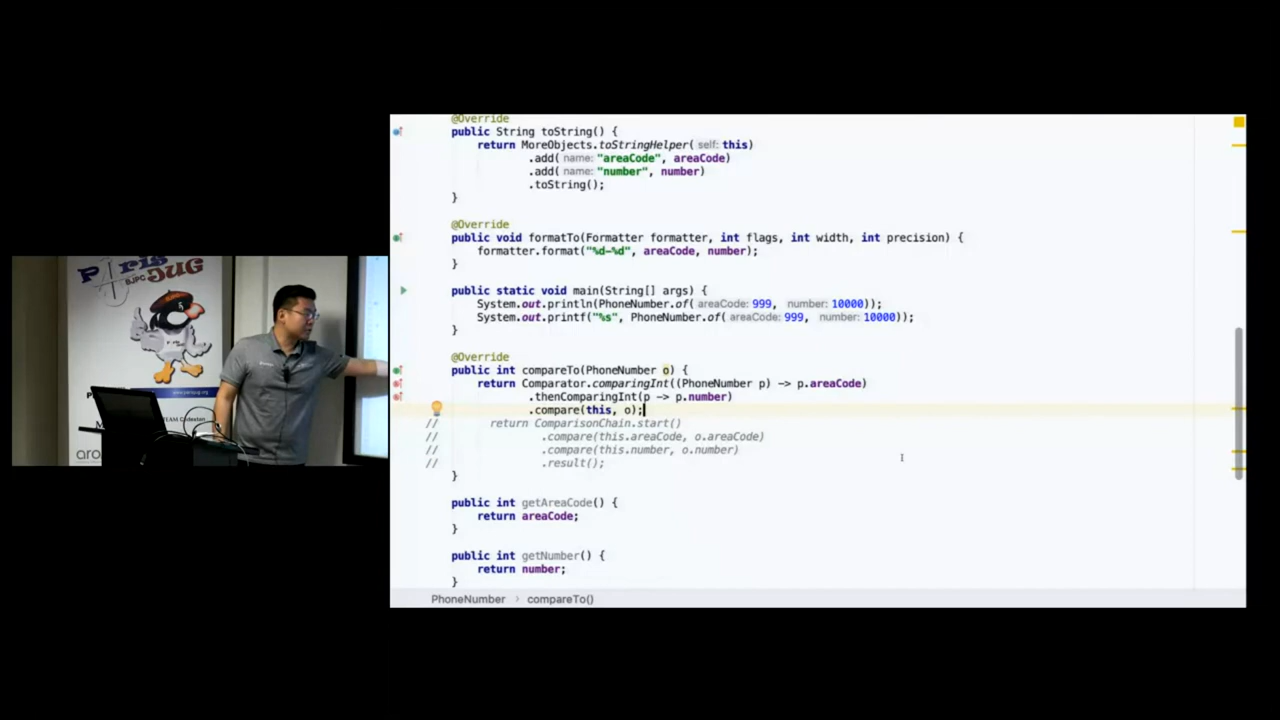 Paris
JUG
BJPC
TEAM Codeston
aro
@Override
public String toString() {
return MoreObjects.toStringHelper( self: this)
.add( name: "areaCode", areaCode)
.add( name: "number", number)
.toString();
}
@Override
public void formatTo(Formatter formatter, int flags, int width, int precision) {
formatter.format("%d-%d", areaCode, number);
}
public static void main(String[] args) {
System.out.println(PhoneNumber.of( areaCode: 999, number: 10000));
System.out.printf("%s", PhoneNumber.of( areaCode: 999, number: 10000));
}
@Override
public int compareTo(PhoneNumber o) {
return Comparator.comparingInt((PhoneNumber p) -> p.areaCode)
.thenComparingInt(p -> p.number)
.compare(this, o);
// return ComparisonChain.start()
// .compare(this.areaCode, o.areaCode)
// .compare(this.number, o.number)
// .result();
}
public int getAreaCode() {
return areaCode;
}
public int getNumber() {
return number;
}
PhoneNumber › compareTo()